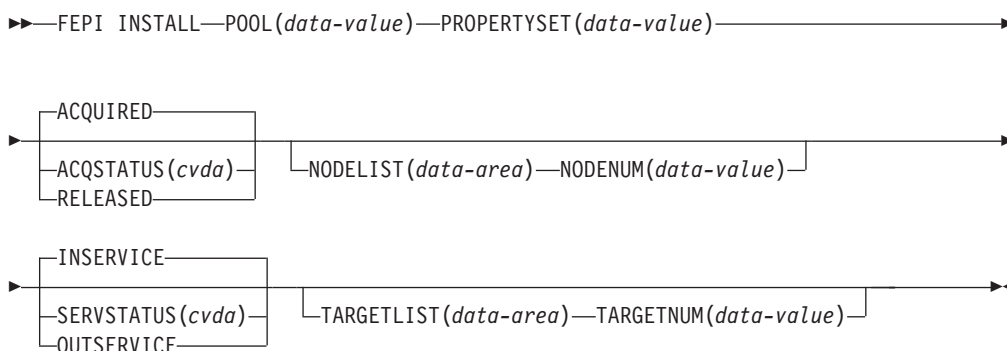 FEPI INSTALL POOL(data-value) PROPERTYSET(data-value)
ACQUIRED
ACQSTATUS(cvda)
RELEASED
NODELIST(data-area) NODENUM(data-value)
INSERVICE
SERVSTATUS(cvda)
OUTSERVICE
TARGETLIST(data-area) TARGETNUM(data-value)